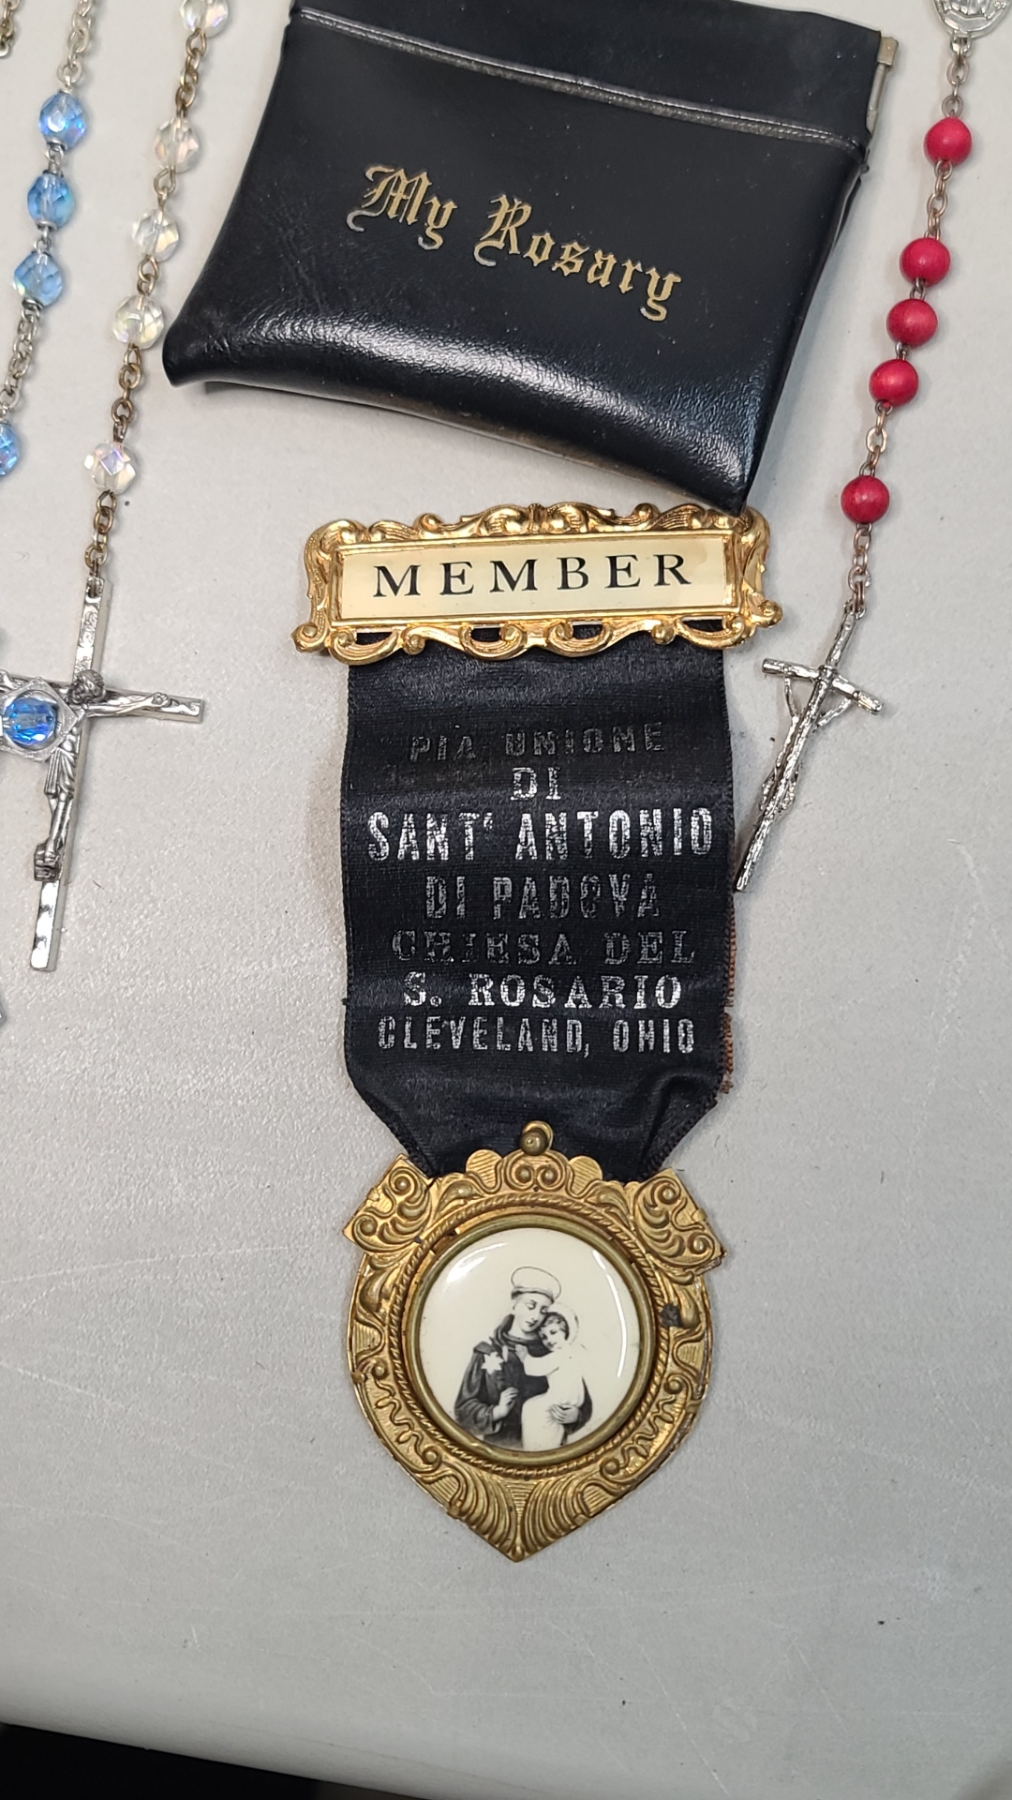 My Rosary
MEMBER
PIA UNIONE
DI
SANT' ANTONIO
DI PADOVA
CHIESA DEL
S. ROSARIO
CLEVELAND, OHIO